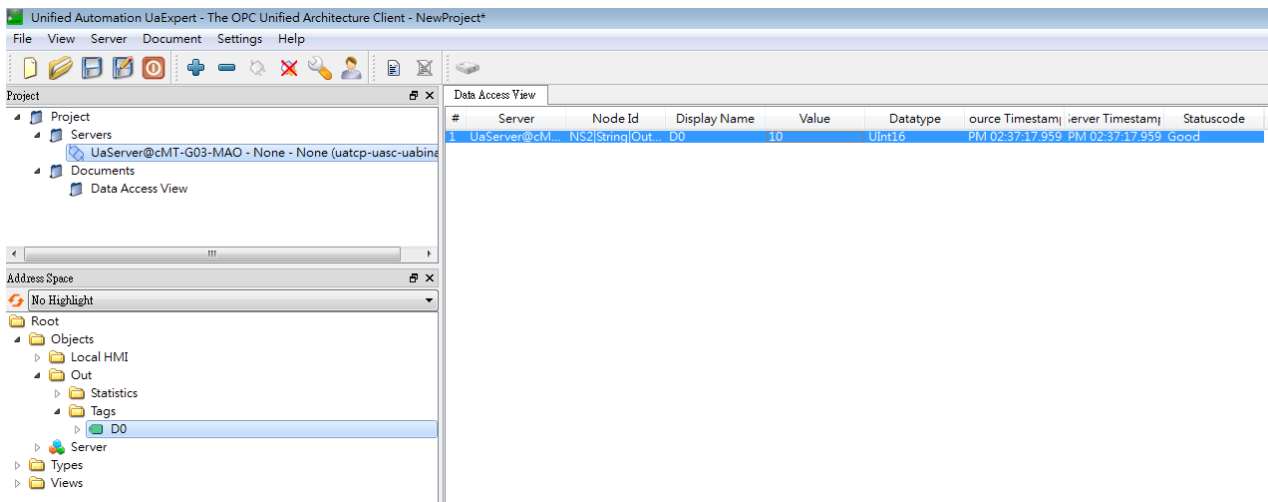 Unified Automation UaExpert - The OPC Unified Architecture Client - NewProject*
File View Server Document Settings Help
Project
Project
Servers
UaServer@cMT-G03-MAO - None - None (uatcp-uasc-uabina
Documents
Data Access View
Address Space
No Highlight
Root
Objects
Local HMI
Out
Statistics
Tags
D0
Server
Types
Views
Data Access View
# Server Node Id Display Name Value Datatype ource Timestamp erver Timestamp Statuscode
1 UaServer@cM... NS2|String|Out... D0 10 UInt16 PM 02:37:17.959 PM 02:37:17.959 Good